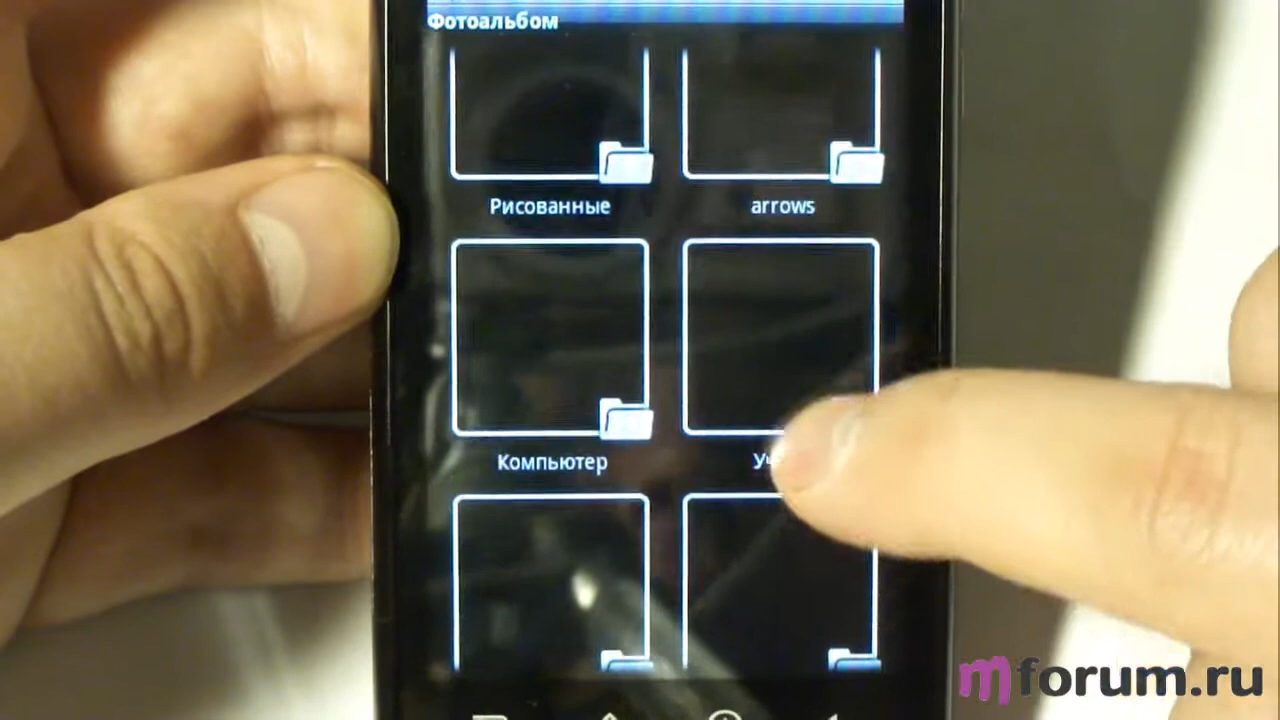 Фотоальбом
Рисованные arrows
Компьютер
mforum.ru